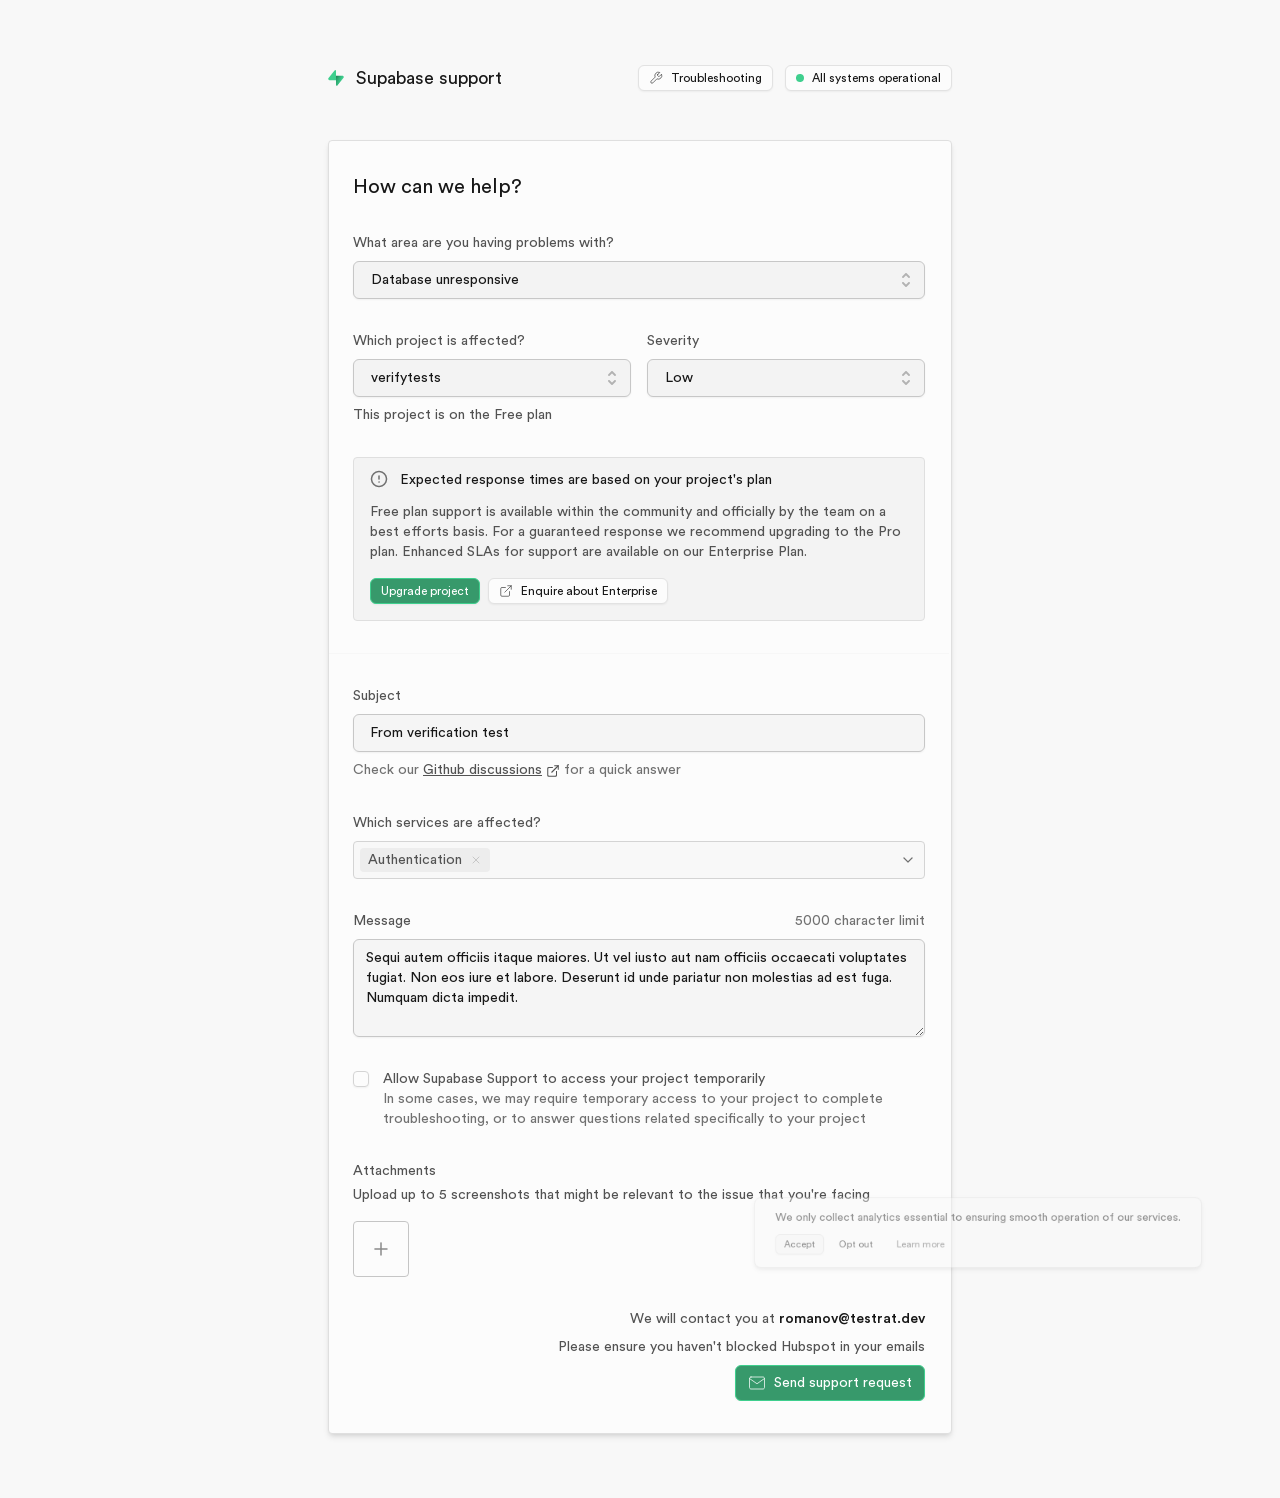 Supabase support
Troubleshooting
All systems operational
How can we help?
What area are you having problems with?
Database unresponsive
Which project is affected?
Severity
verifytests
Low
This project is on the Free plan
Expected response times are based on your project's plan
Free plan support is available within the community and officially by the team on a
best efforts basis. For a guaranteed response we recommend upgrading to the Pro
plan. Enhanced SLAs for support are available on our Enterprise Plan.
Upgrade project
Enquire about Enterprise
Subject
From verification test
Check our Github discussions for a quick answer
Which services are affected?
Authentication
Message
5000 character limit
Sequi autem officiis itaque maiores. Ut vel iusto aut nam officiis occaecati voluptates
fugiat. Non eos iure et labore. Deserunt id unde pariatur non molestias ad est fuga.
Numquam dicta impedit.
Allow Supabase Support to access your project temporarily
In some cases, we may require temporary access to your project to complete
troubleshooting, or to answer questions related specifically to your project
Attachments
Upload up to 5 screenshots that might be relevant to the issue that you're facing
We only collect analytics essential to ensuring smooth operation of our services.
Accept
Opt out
Learn more
We will contact you at romanov@testrat.dev
Please ensure you haven't blocked Hubspot in your emails
Send support request